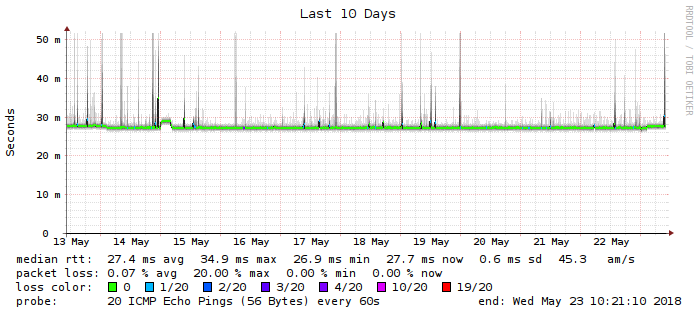 Last 10 Days
RRDTOOL / TOBI OETIKER
Seconds
50 m
40 m
30 m
20 m
10 m
0
13 May 14 May 15 May 16 May 17 May 18 May 19 May 20 May 21 May 22 May
median rtt: 27.4 ms avg 34.9 ms max 26.9 ms min 27.7 ms now 0.6 ms sd 45.3 am/s
packet loss: 0.07 % avg 20.00 % max 0.00 % min 0.00 % now
loss color: 0 1/20 2/20 3/20 4/20 10/20 19/20
probe: 20 ICMP Echo Pings (56 Bytes) every 60s end: Wed May 23 10:21:10 2018